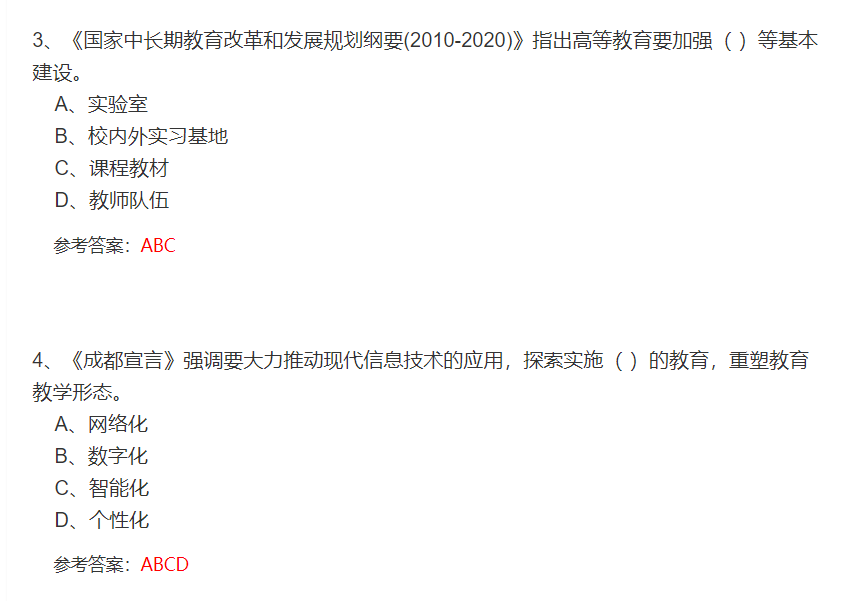 3、《国家中长期教育改革和发展规划纲要(2010-2020)》指出高等教育要加强（ ）等基本
建设。
A、实验室
B、校内外实习基地
C、课程教材
D、教师队伍
参考答案：ABC
4、《成都宣言》强调要大力推动现代信息技术的应用，探索实施（ ）的教育，重塑教育
教学形态。
A、网络化
B、数字化
C、智能化
D、个性化
参考答案：ABCD